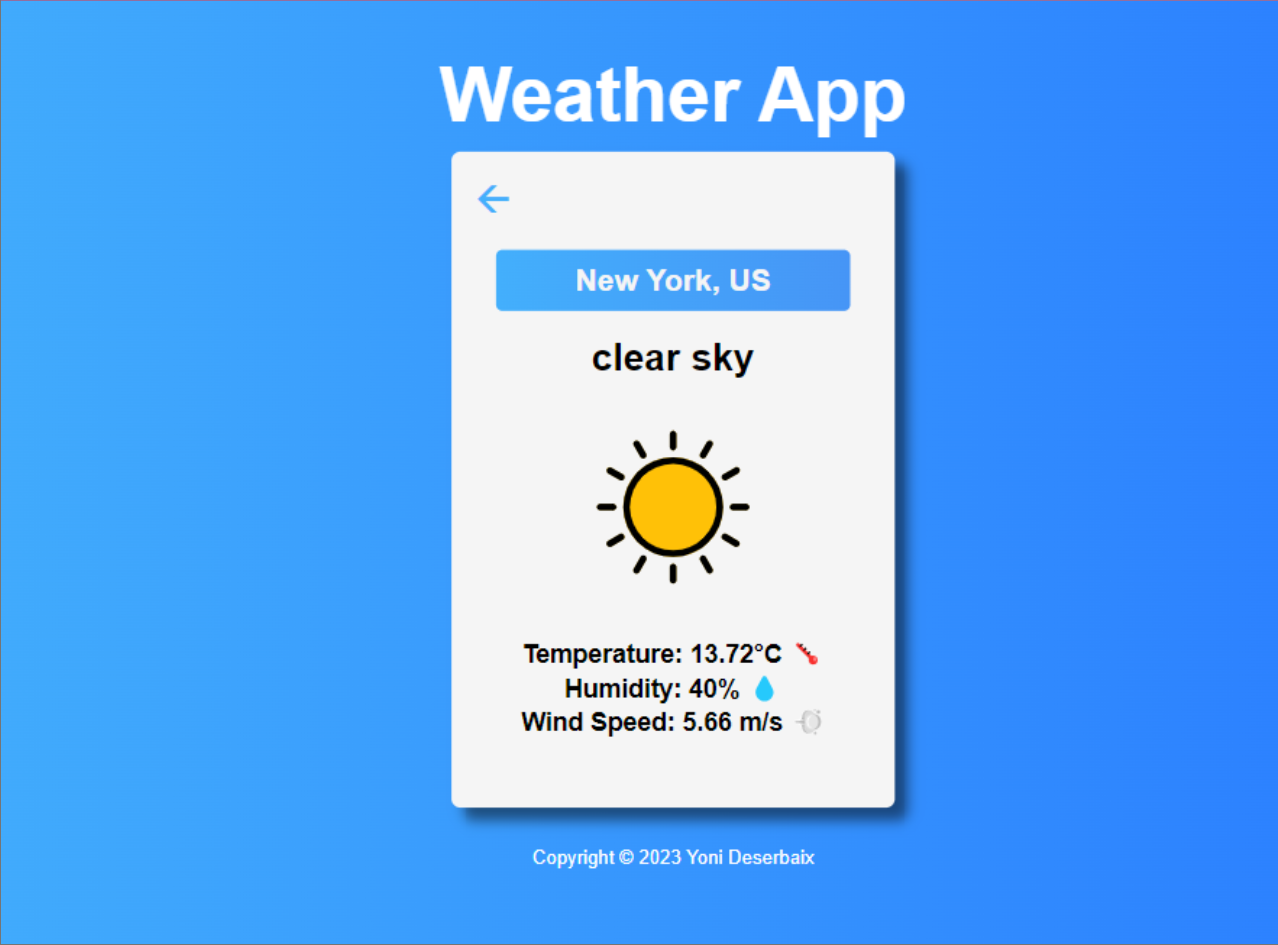 Weather App
New York, US
clear sky
Temperature: 13.72°C
Humidity: 40%
Wind Speed: 5.66 m/s
Copyright © 2023 Yoni Deserbaix